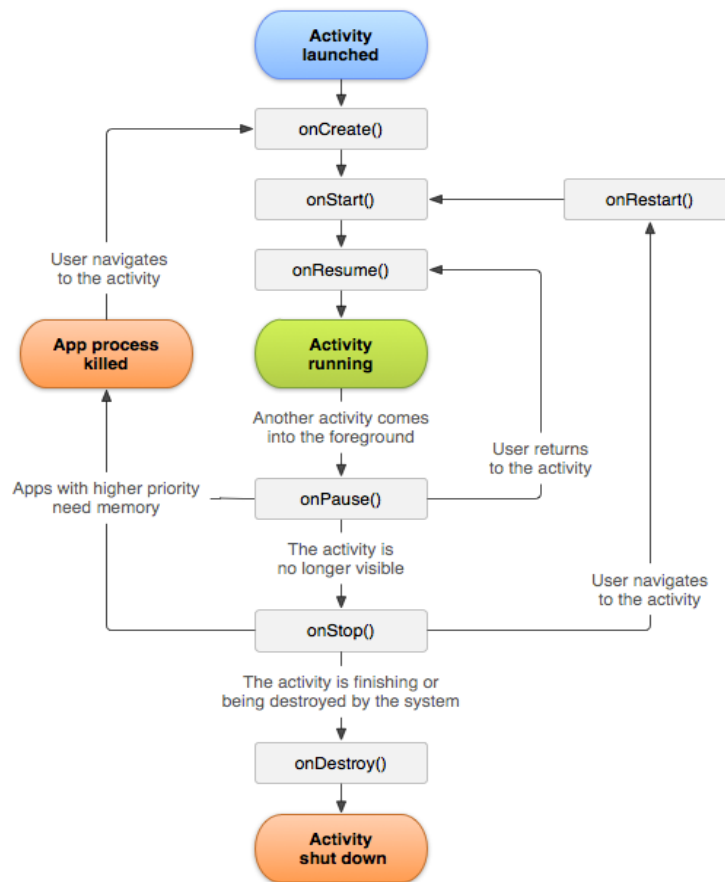 Activity
launched
onCreate()
onStart()
onRestart()
User navigates
to the activity
onResume()
App process
killed
Activity
running
Another activity comes
into the foreground
User returns
to the activity
Apps with higher priority
need memory
onPause()
The activity is
no longer visible
User navigates
to the activity
onStop()
The activity is finishing or
being destroyed by the system
onDestroy()
Activity
shut down